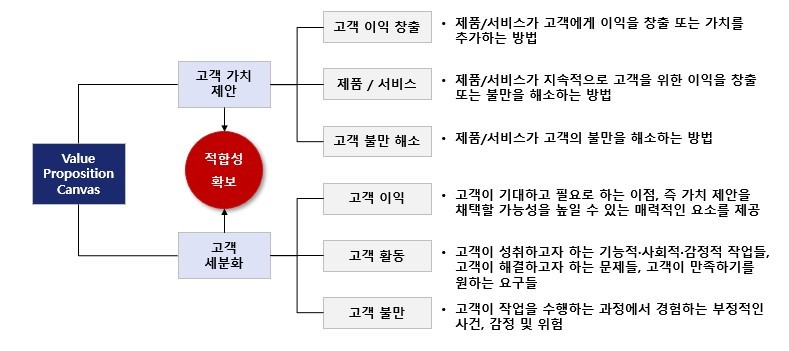 Value
Proposition
Canvas
고객 가치
제안
적합성
확보
고객
세분화
고객 이익 창출
• 제품/서비스가 고객에게 이익을 창출 또는 가치를
추가하는 방법
제품 / 서비스
• 제품/서비스가 지속적으로 고객을 위한 이익을 창출
또는 불만을 해소하는 방법
고객 불만 해소
• 제품/서비스가 고객의 불만을 해소하는 방법
고객 이익
• 고객이 기대하고 필요로 하는 이점, 즉 가치 제안을
채택할 가능성을 높일 수 있는 매력적인 요소를 제공
고객 활동
• 고객이 성취하고자 하는 기능적·사회적·감정적 작업들,
고객이 해결하고자 하는 문제들, 고객이 만족하기를
원하는 요구들
고객 불만
• 고객이 작업을 수행하는 과정에서 경험하는 부정적인
사건, 감정 및 위험